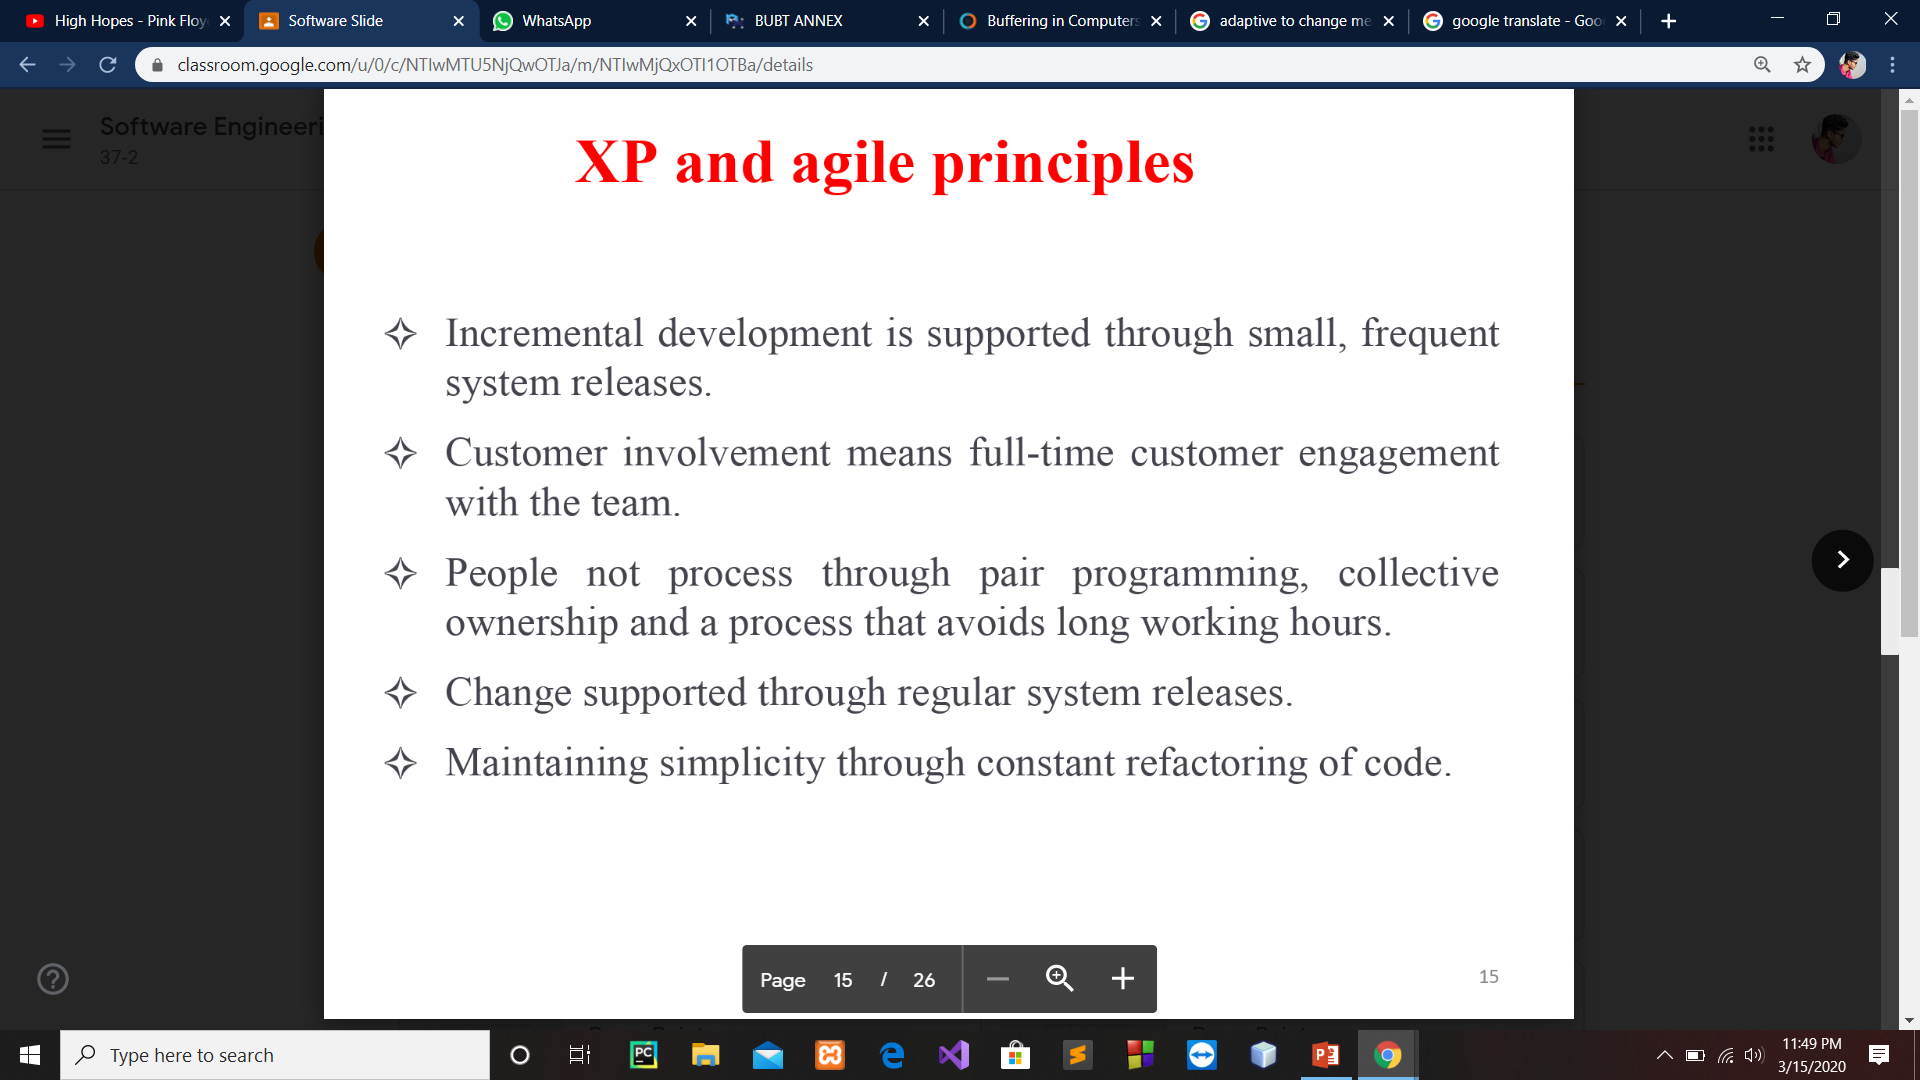 High Hopes - Pink Floy
Software Slide
WhatsApp
BUBT ANNEX
Buffering in Computers
adaptive to change me
google translate - Goo
classroom.google.com/u/0/c/NTIwMTU5NjQwOTJa/m/NTIwMjQxOTI1OTBa/details
Software Engineeri
37-2
XP and agile principles
Incremental development is supported through small, frequent
system releases.
Customer involvement means full-time customer engagement
with the team.
People not process through pair programming, collective
ownership and a process that avoids long working hours.
Change supported through regular system releases.
Maintaining simplicity through constant refactoring of code.
Page 15 / 26
15
Type here to search
11:49 PM
3/15/2020